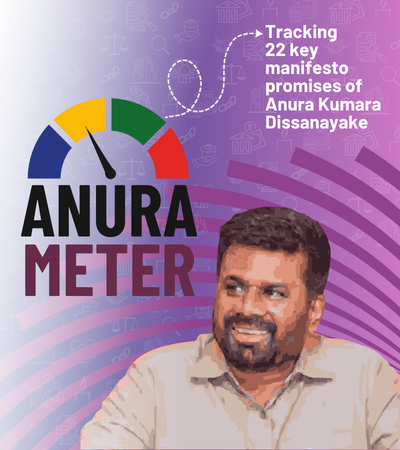 Tracking
22 key
manifesto
promises of
Anura Kumara
Dissanayake
ANURA
METER